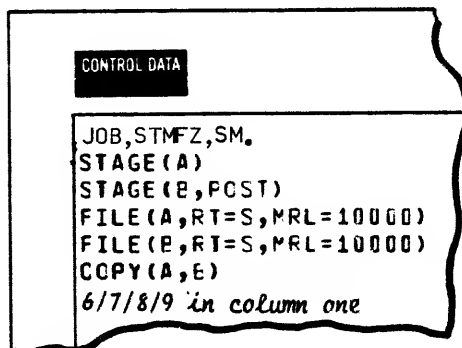 CONTROL DATA
JOB,STMFZ,SM.
STAGE(A)
STAGE(B,POST)
FILE(A,RT=S,MRL=10000)
FILE(B,RT=S,MRL=10000)
COPY(A,B)
6/7/8/9 in column one